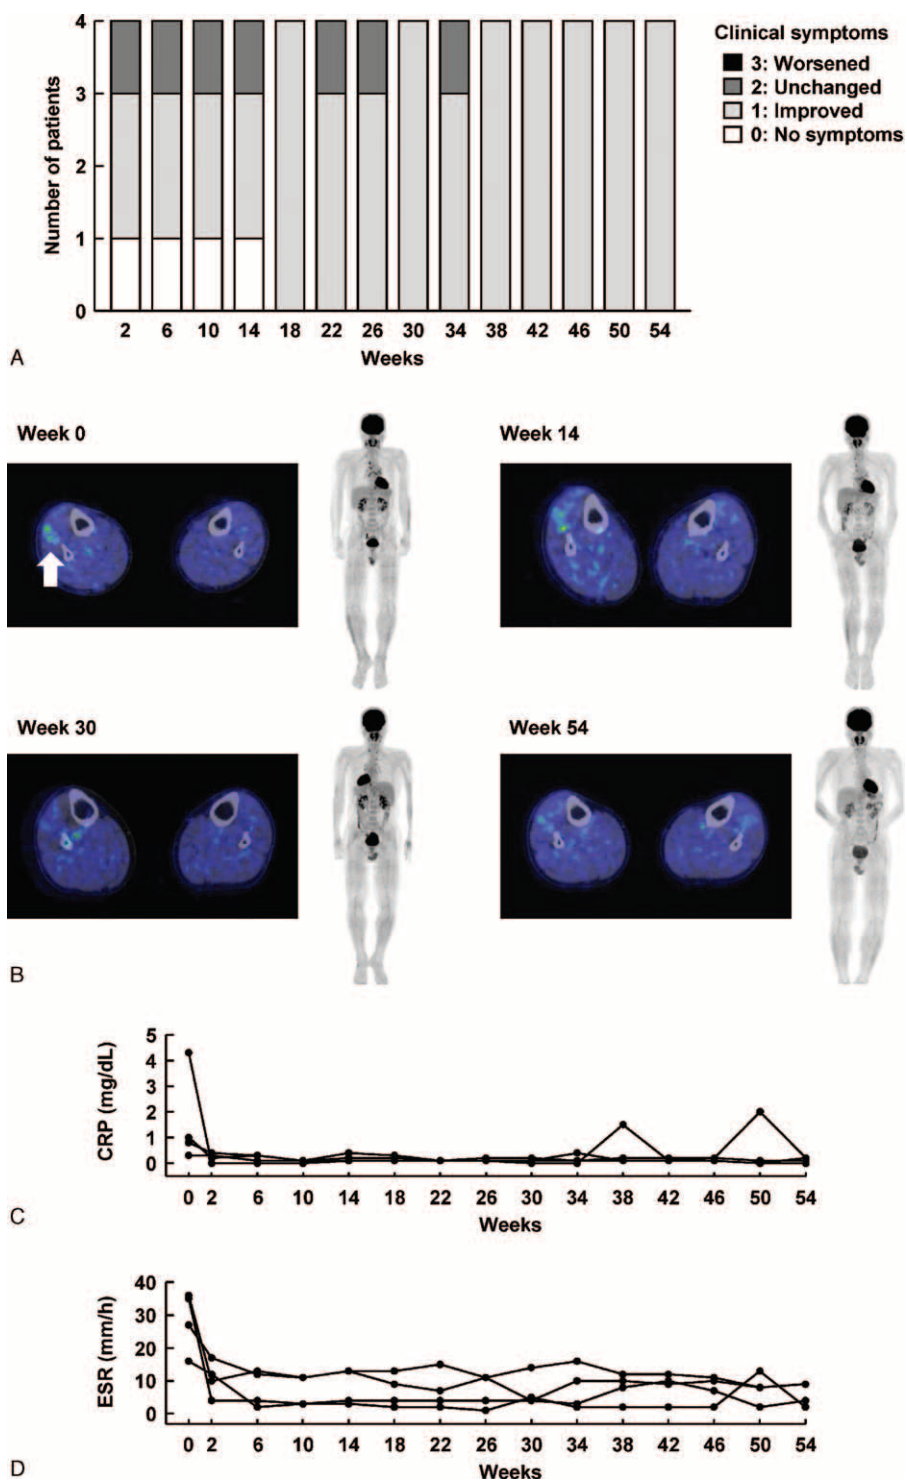 4
3
2
1
0
Number of patients
2 6 10 14 18 22 26 30 34 38 42 46 50 54
Weeks
Clinical symptoms
3: Worsened
2: Unchanged
1: Improved
0: No symptoms
A
Week 0
Week 14
Week 30
Week 54
B
CRP (mg/dL)
5
4
3
2
1
0
0 2 6 10 14 18 22 26 30 34 38 42 46 50 54
Weeks
C
ESR (mm/h)
40
30
20
10
0
0 2 6 10 14 18 22 26 30 34 38 42 46 50 54
Weeks
D